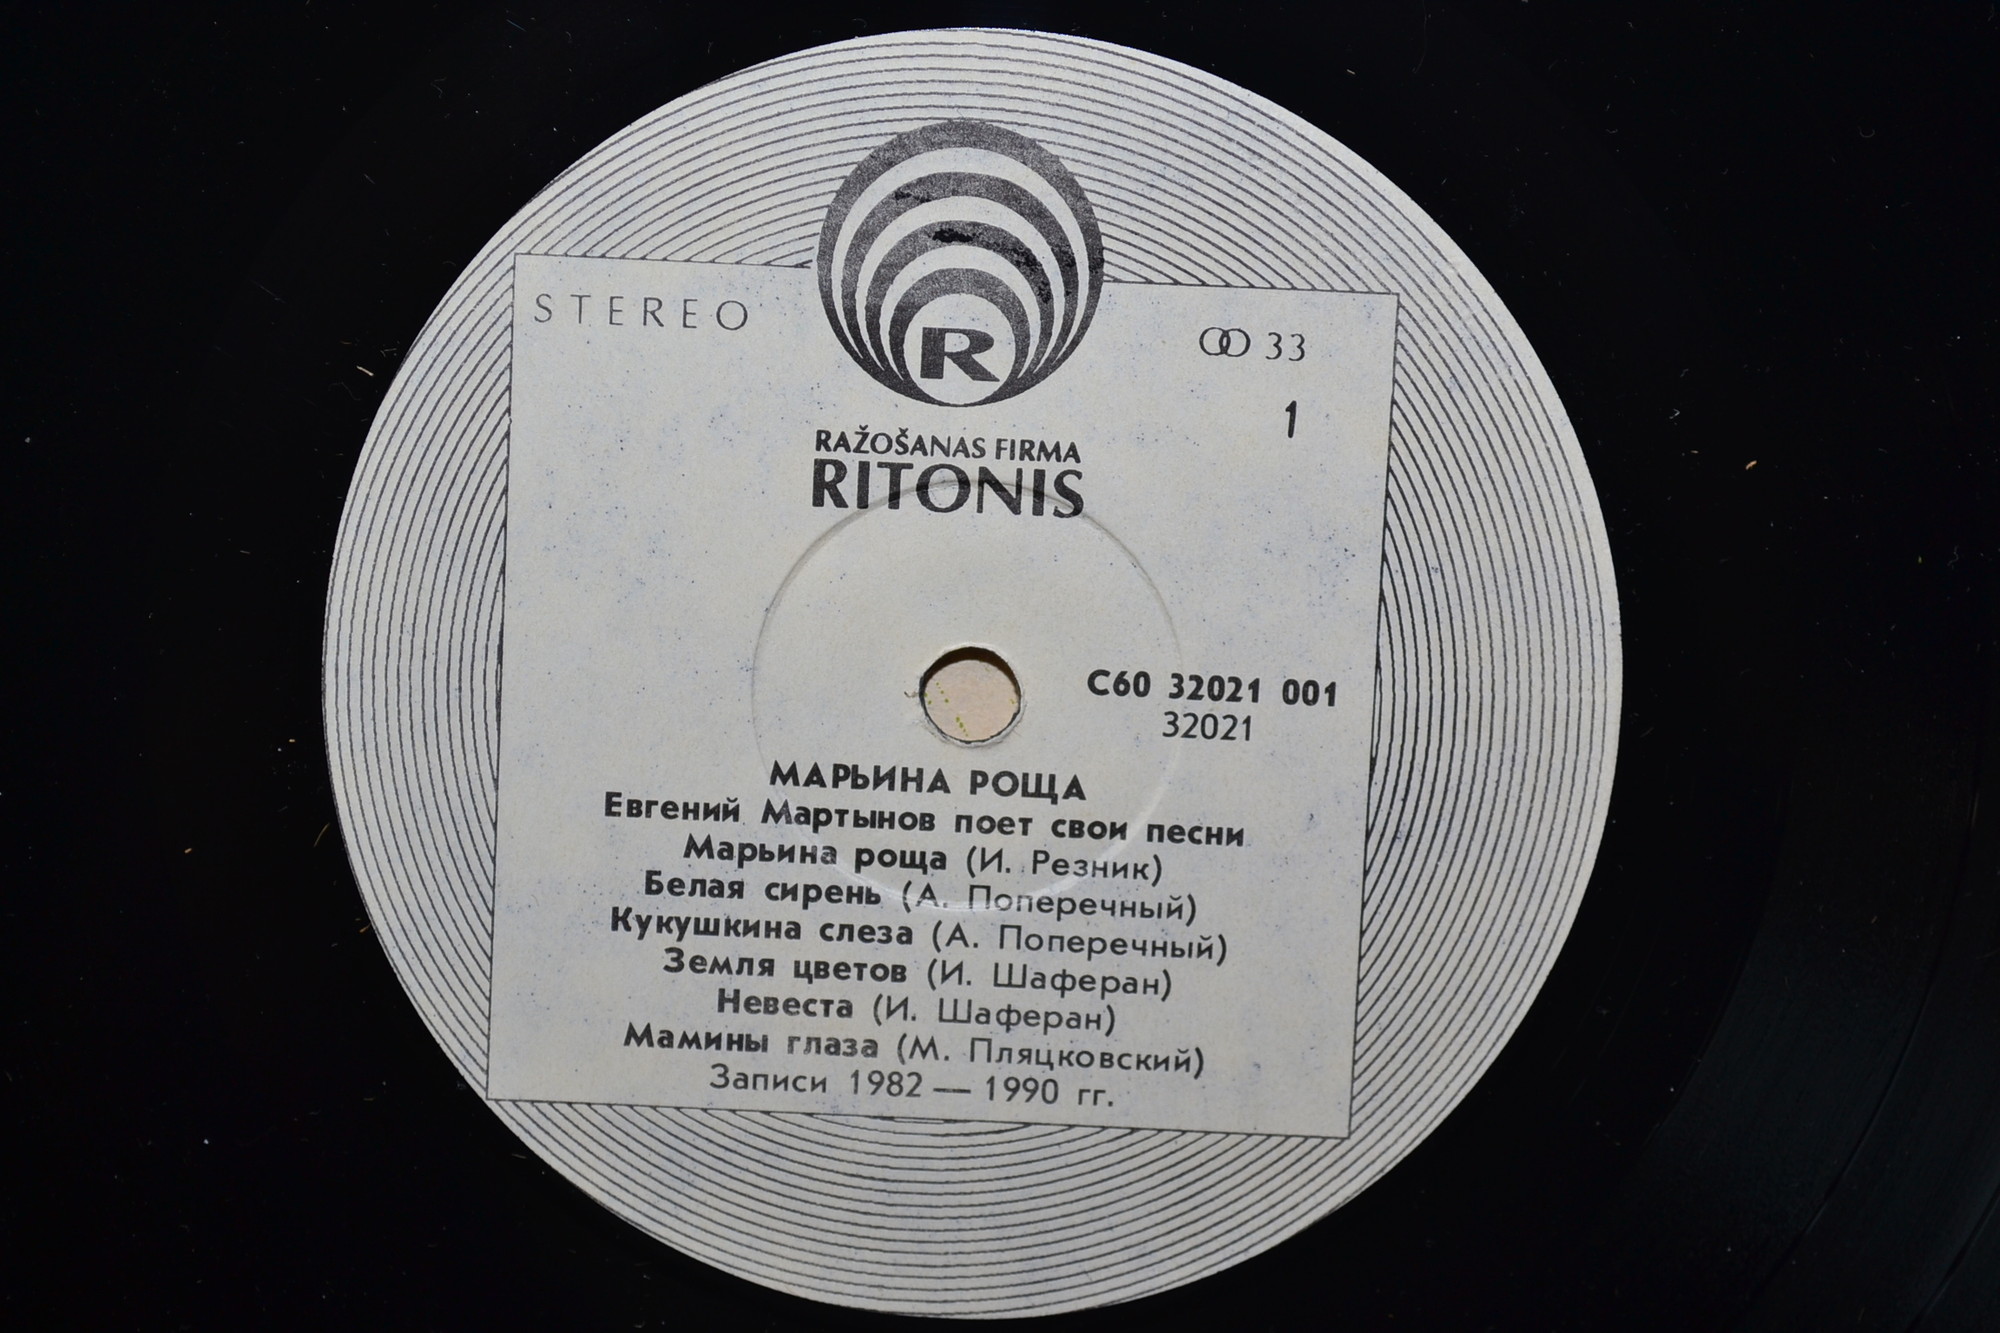 R
STEREO
33
1
RAŽOŠANAS FIRMA
RITONIS
С60 32021 001
32021
МАРЬИНА РОЩА
Евгений Мартынов поет свои песни
Марьина роща (И. Резник)
Белая сирень (А. Поперечный)
Кукушкина слеза (А. Поперечный)
Земля цветов (И. Шаферан)
Невеста (И. Шаферан)
Мамины глаза (М. Пляцковский)
Записи 1982 — 1990 гг.